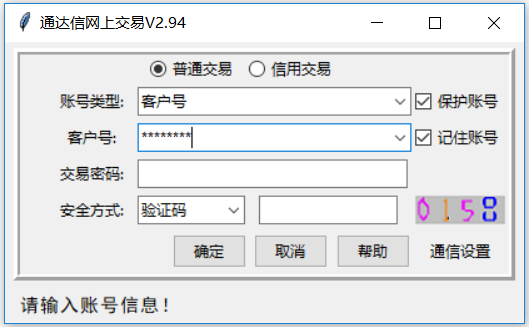 通达信网上交易V2.94
普通交易 信用交易
账号类型: 客户号 保护账号
客户号: ******** 记住账号
交易密码:
安全方式: 验证码 0158
确定 取消 帮助 通信设置
请输入账号信息!